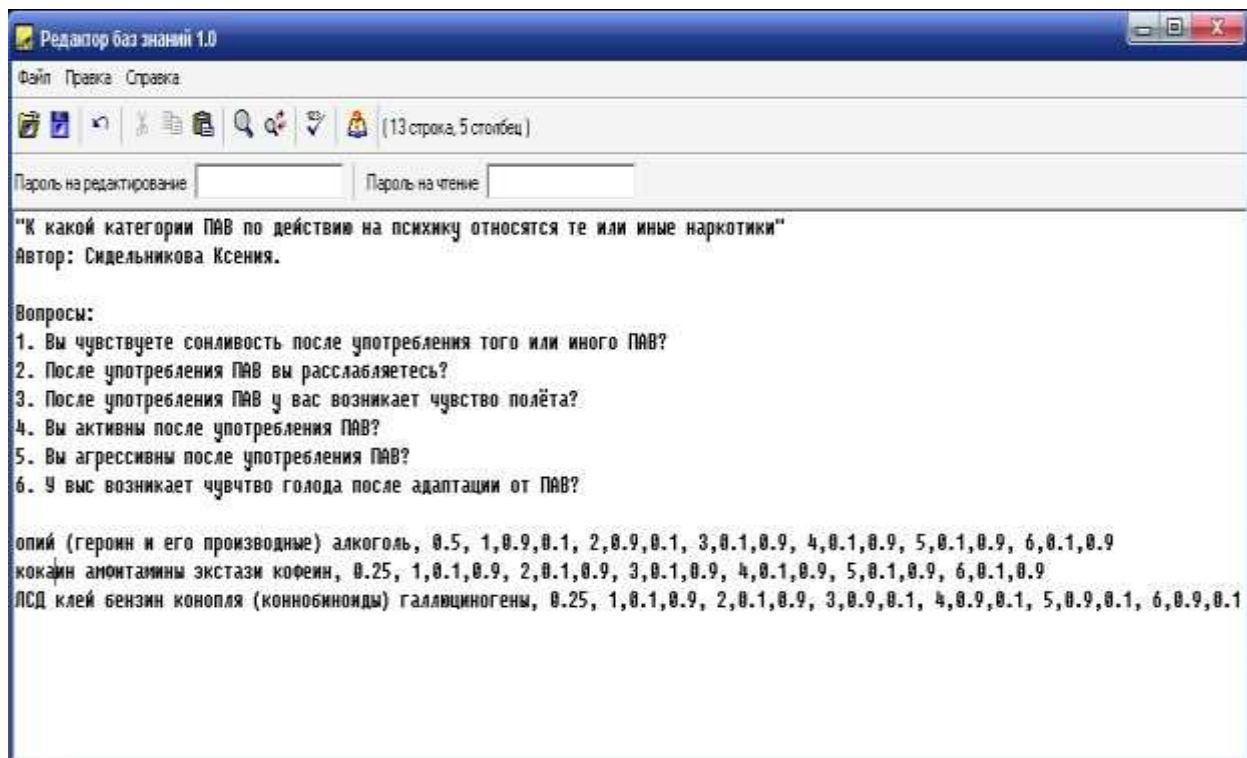 Редактор баз знаний 1.0
Файл Правка Справка
( 13 строка, 5 столбец )
Пароль на редактирование Пароль на чтение
"К какой категории ПАВ по действию на психику относятся те или иные наркотики"
Автор: Сидельникова Ксения.
Вопросы:
1. Вы чувствуете сонливость после употребления того или иного ПАВ?
2. После употребления ПАВ вы расслабляетесь?
3. После употребления ПАВ у вас возникает чувство полёта?
4. Вы активны после употребления ПАВ?
5. Вы агрессивны после употребления ПАВ?
6. У выс возникает чувчтво голода после адаптации от ПАВ?
опий (героин и его производные) алкоголь, 0.5, 1,0.9,0.1, 2,0.9,0.1, 3,0.1,0.9, 4,0.1,0.9, 5,0.1,0.9, 6,0.1,0.9
кокаин амфитамины экстази кофеин, 0.25, 1,0.1,0.9, 2,0.1,0.9, 3,0.1,0.9, 4,0.1,0.9, 5,0.1,0.9, 6,0.1,0.9
ЛСД клей бензин конопля (коннобиноиды) галлюциногены, 0.25, 1,0.1,0.9, 2,0.1,0.9, 3,0.9,0.1, 4,0.9,0.1, 5,0.9,0.1, 6,0.9,0.1